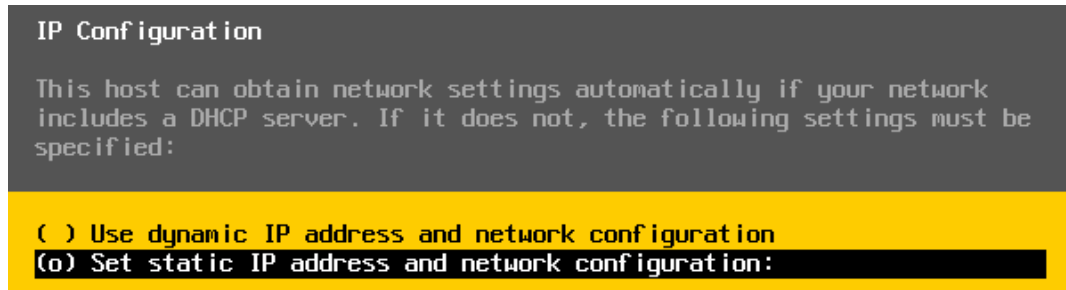 IP Configuration
This host can obtain network settings automatically if your network
includes a DHCP server. If it does not, the following settings must be
specified:
( ) Use dynamic IP address and network configuration
(o) Set static IP address and network configuration: